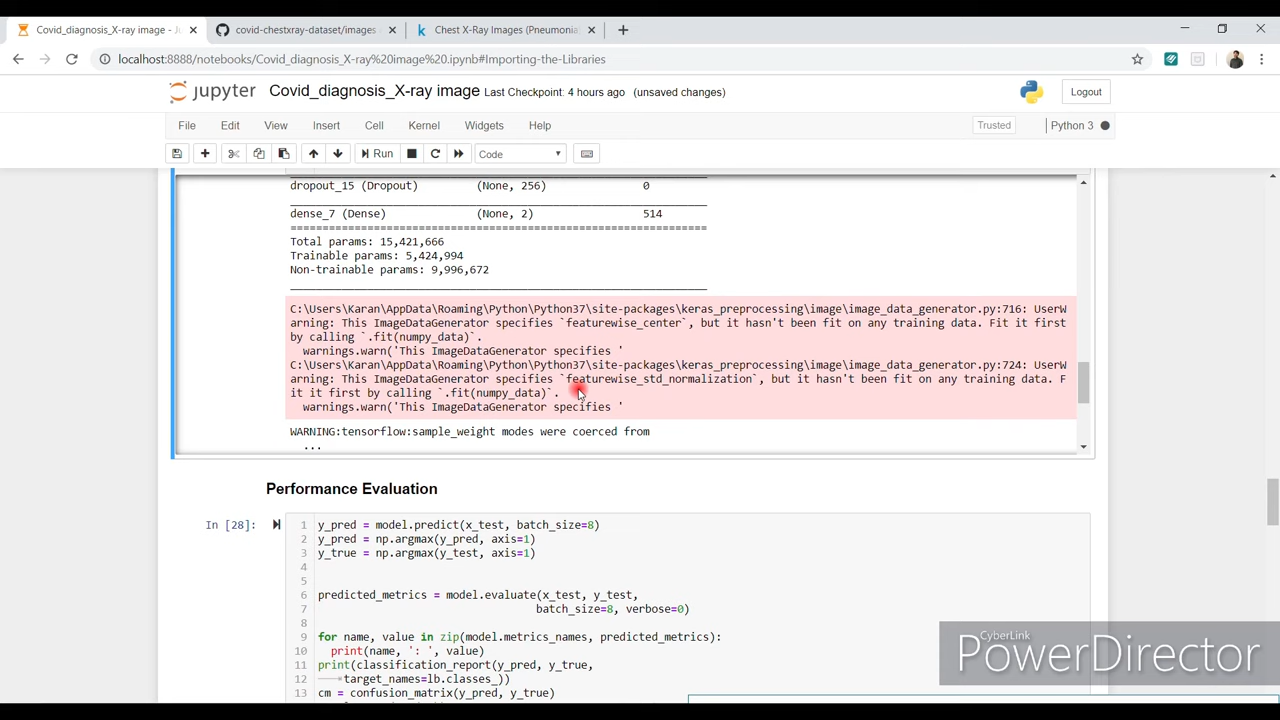 Covid_diagnosis_X-ray image - J
covid-chestxray-dataset/images
Chest X-Ray Images (Pneumonia)
localhost:8888/notebooks/Covid_diagnosis_X-ray%20image%20.ipynb#Importing-the-Libraries
jupyter Covid_diagnosis_X-ray image Last Checkpoint: 4 hours ago (unsaved changes)
Logout
File Edit View Insert Cell Kernel Widgets Help
Trusted
Python 3
Run
Code
dropout_15 (Dropout) (None, 256) 0
_________________________________________________________________
dense_7 (Dense) (None, 2) 514
=================================================================
Total params: 15,421,666
Trainable params: 5,424,994
Non-trainable params: 9,996,672
_________________________________________________________________
C:\Users\Karan\AppData\Roaming\Python\Python37\site-packages\keras_preprocessing\image\image_data_generator.py:716: UserW
arning: This ImageDataGenerator specifies `featurewise_center`, but it hasn't been fit on any training data. Fit it first
by calling `.fit(numpy_data)`.
warnings.warn('This ImageDataGenerator specifies '
C:\Users\Karan\AppData\Roaming\Python\Python37\site-packages\keras_preprocessing\image\image_data_generator.py:724: UserW
arning: This ImageDataGenerator specifies `featurewise_std_normalization`, but it hasn't been fit on any training data. F
it it first by calling `.fit(numpy_data)`.
warnings.warn('This ImageDataGenerator specifies '
WARNING:tensorflow:sample_weight modes were coerced from
...
Performance Evaluation
In [28]:
1 y_pred = model.predict(x_test, batch_size=8)
2 y_pred = np.argmax(y_pred, axis=1)
3 y_true = np.argmax(y_test, axis=1)
4
5
6 predicted_metrics = model.evaluate(x_test, y_test,
7 batch_size=8, verbose=0)
8
9 for name, value in zip(model.metrics_names, predicted_metrics):
10 print(name, ': ', value)
11 print(classification_report(y_pred, y_true,
12 target_names=lb.classes_))
13 cm = confusion_matrix(y_pred, y_true)
CyberLink
PowerDirector